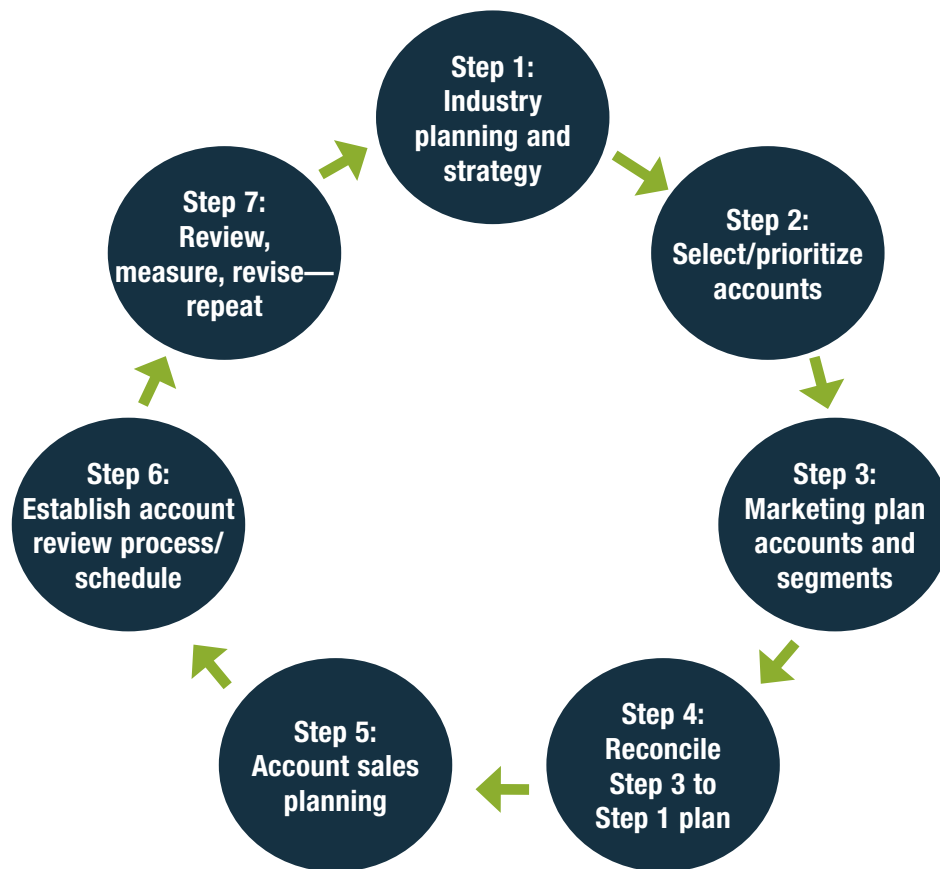 Step 1:
Industry
planning and
strategy
Step 2:
Select/prioritize
accounts
Step 3:
Marketing plan
accounts and
segments
Step 4:
Reconcile
Step 3 to
Step 1 plan
Step 5:
Account sales
planning
Step 6:
Establish account
review process/
schedule
Step 7:
Review,
measure, revise—
repeat